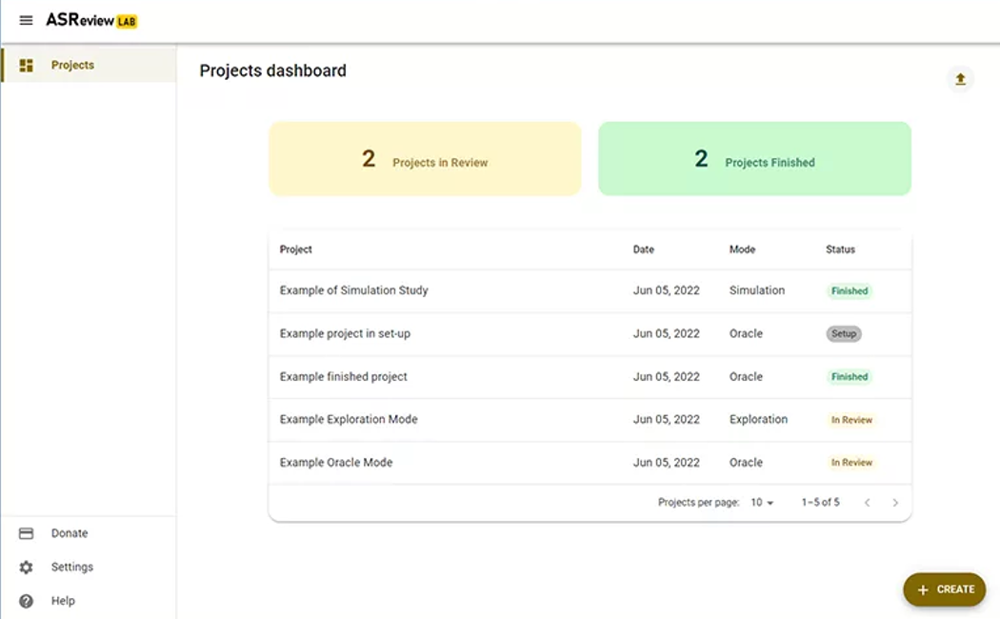 ASReview LAB
Projects
Projects dashboard
2 Projects in Review
2 Projects Finished
Project Date Mode Status
Example of Simulation Study Jun 05, 2022 Simulation Finished
Example project in set-up Jun 05, 2022 Oracle Setup
Example finished project Jun 05, 2022 Oracle Finished
Example Exploration Mode Jun 05, 2022 Exploration In Review
Example Oracle Mode Jun 05, 2022 Oracle In Review
Projects per page: 10 1–5 of 5
Donate
Settings
Help
+ CREATE